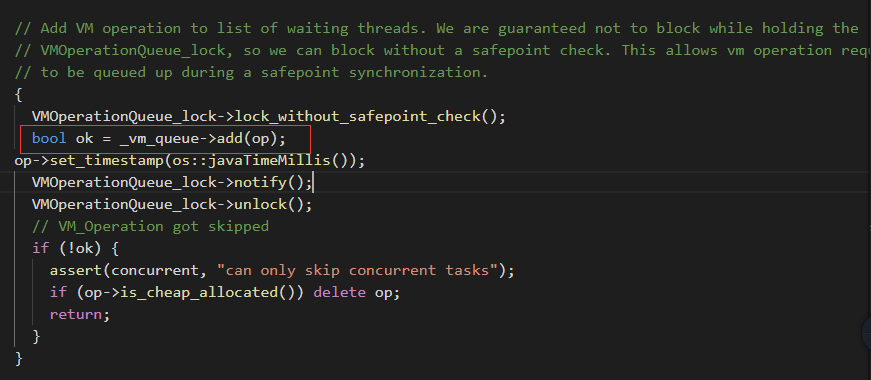 // Add VM operation to list of waiting threads. We are guaranteed not to block while holding the
// VMOperationQueue_lock, so we can block without a safepoint check. This allows vm operation req
// to be queued up during a safepoint synchronization.
{
VMOperationQueue_lock->lock_without_safepoint_check();
bool ok = _vm_queue->add(op);
op->set_timestamp(os::javaTimeMillis());
VMOperationQueue_lock->notify();
VMOperationQueue_lock->unlock();
// VM_Operation got skipped
if (!ok) {
assert(concurrent, "can only skip concurrent tasks");
if (op->is_cheap_allocated()) delete op;
return;
}
}